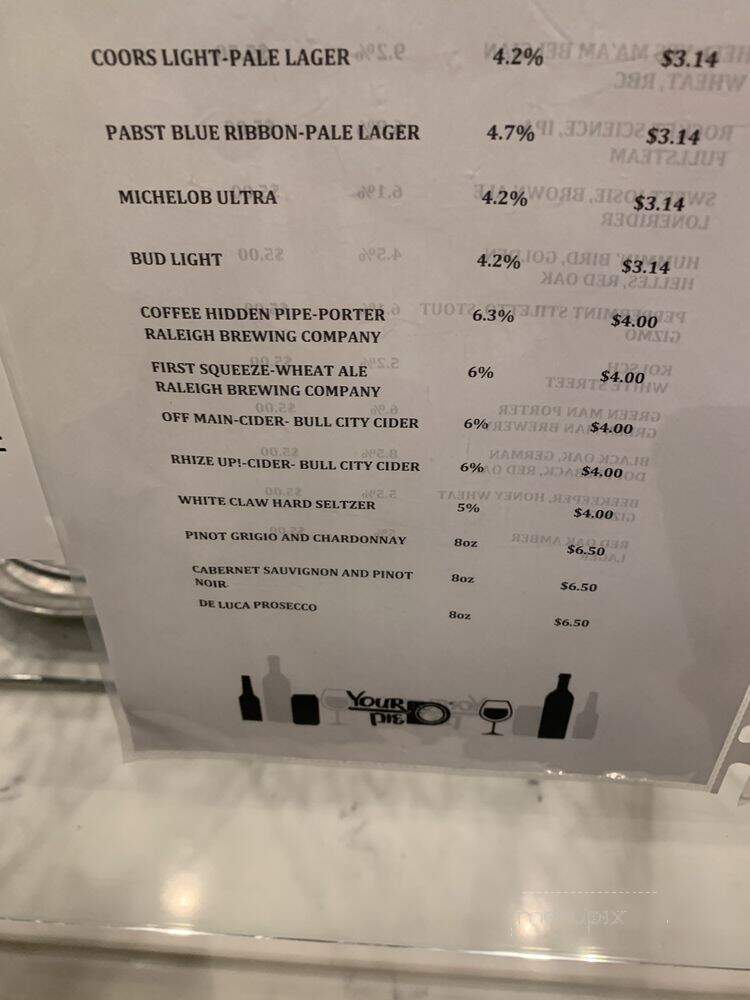 COORS LIGHT-PALE LAGER 4.2% $3.14
PABST BLUE RIBBON-PALE LAGER 4.7% $3.14
MICHELOB ULTRA 4.2% $3.14
BUD LIGHT 4.2% $3.14
COFFEE HIDDEN PIPE-PORTER 6.3% $4.00
RALEIGH BREWING COMPANY
FIRST SQUEEZE-WHEAT ALE 6% $4.00
RALEIGH BREWING COMPANY
OFF MAIN-CIDER- BULL CITY CIDER 6% $4.00
RHIZE UP!-CIDER- BULL CITY CIDER 6% $4.00
WHITE CLAW HARD SELTZER 5% $4.00
PINOT GRIGIO AND CHARDONNAY 8oz $6.50
CABERNET SAUVIGNON AND PINOT 8oz $6.50
NOIR
DE LUCA PROSECCO 8oz $6.50
YOUR
PIE